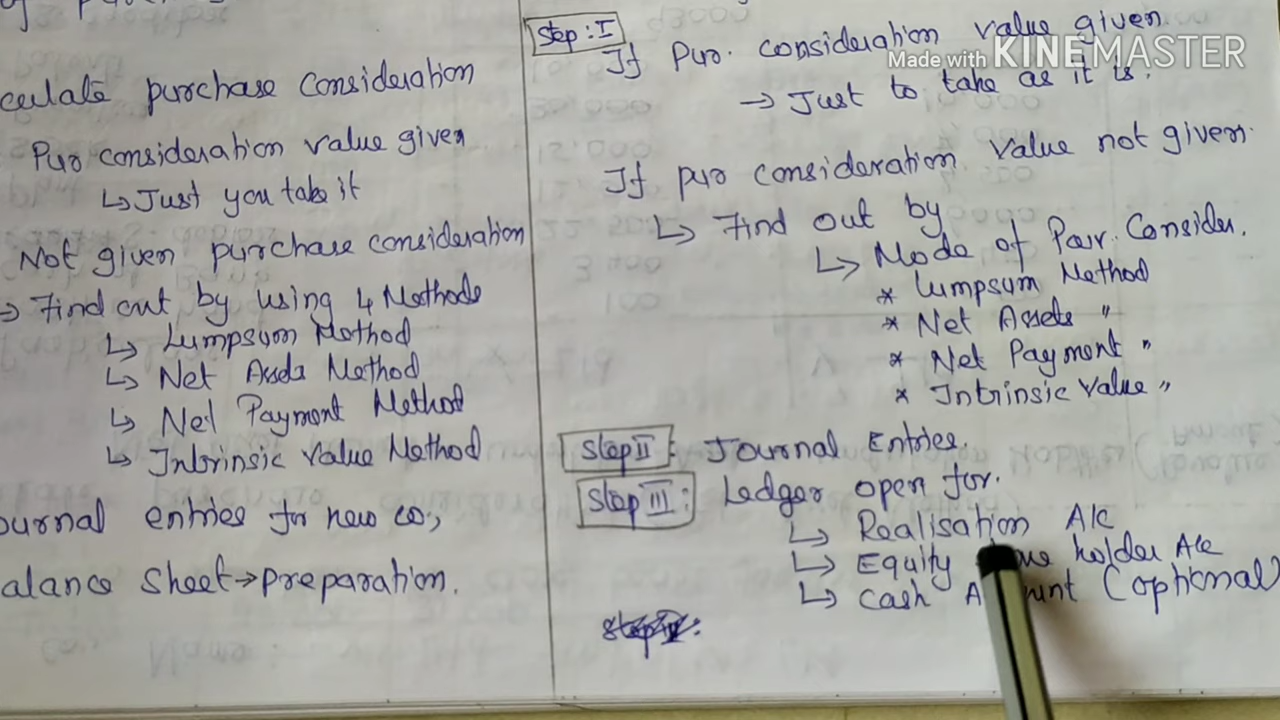 culate purchase consideration
Pur consideration value given
↳ Just you take it
Not given purchase consideration
→ Find out by using 4 Methods
↳ Lumpsum Method
↳ Net Assets Method
↳ Net Payment Method
↳ Intrinsic value Method
ournal entries for new co.,
alance sheet → preparation.
Step: I
If Pur. consideration value given
→ Just to take as it is.
If pur consideration value not given.
↳ Find out by
↳ Mode of Pur. Consider.
* Lumpsum Method
* Net Assets "
* Net Payment "
* Intrinsic value "
Step II Journal Entries.
Step III: Ledger open for.
↳ Realisation A/c
↳ Equity holder A/c
↳ Cash A unt (optional)
Made with KINEMASTER